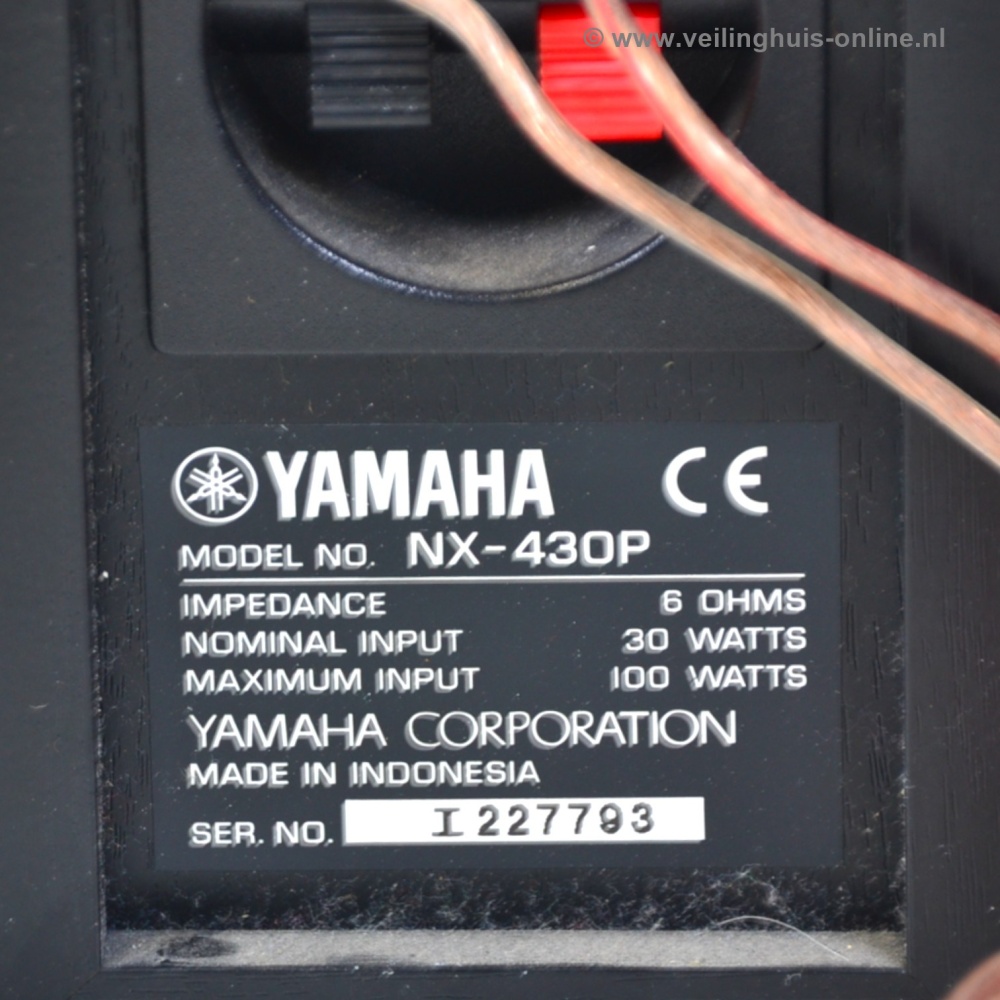 © www.veilinghuis-online.nl
YAMAHA CE
MODEL NO. NX-430P
IMPEDANCE 6 OHMS
NOMINAL INPUT 30 WATTS
MAXIMUM INPUT 100 WATTS
YAMAHA CORPORATION
MADE IN INDONESIA
SER. NO. I 227793